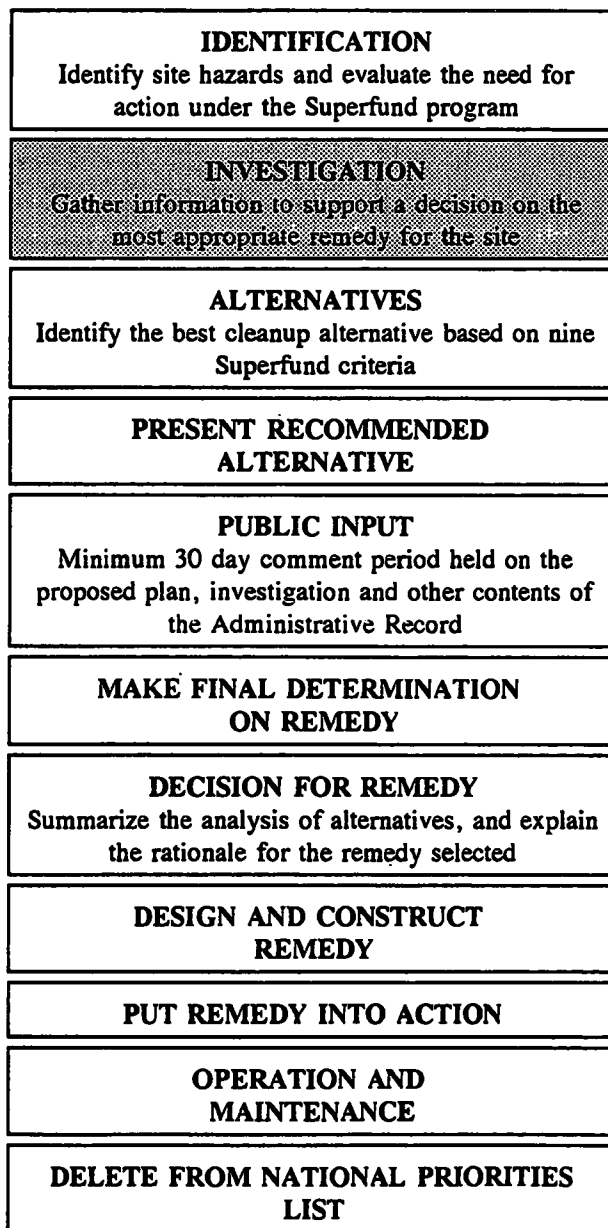 IDENTIFICATION
Identify site hazards and evaluate the need for
action under the Superfund program
INVESTIGATION
Gather information to support a decision on the
most appropriate remedy for the site
ALTERNATIVES
Identify the best cleanup alternative based on nine
Superfund criteria
PRESENT RECOMMENDED
ALTERNATIVE
PUBLIC INPUT
Minimum 30 day comment period held on the
proposed plan, investigation and other contents of
the Administrative Record
MAKE FINAL DETERMINATION
ON REMEDY
DECISION FOR REMEDY
Summarize the analysis of alternatives, and explain
the rationale for the remedy selected
DESIGN AND CONSTRUCT
REMEDY
PUT REMEDY INTO ACTION
OPERATION AND
MAINTENANCE
DELETE FROM NATIONAL PRIORITIES
LIST